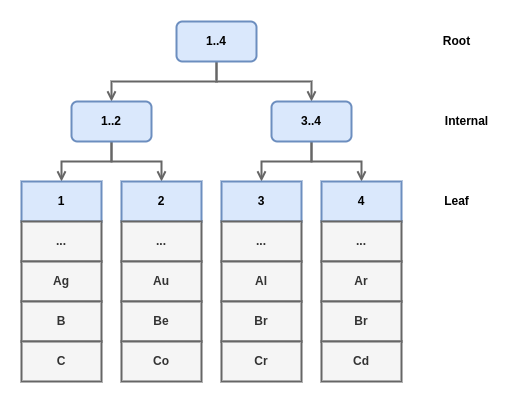 1..4 Root
1..2 3..4 Internal
1 2 3 4 Leaf
... ... ... ...
Ag Au Al Ar
B Be Br Br
C Co Cr Cd